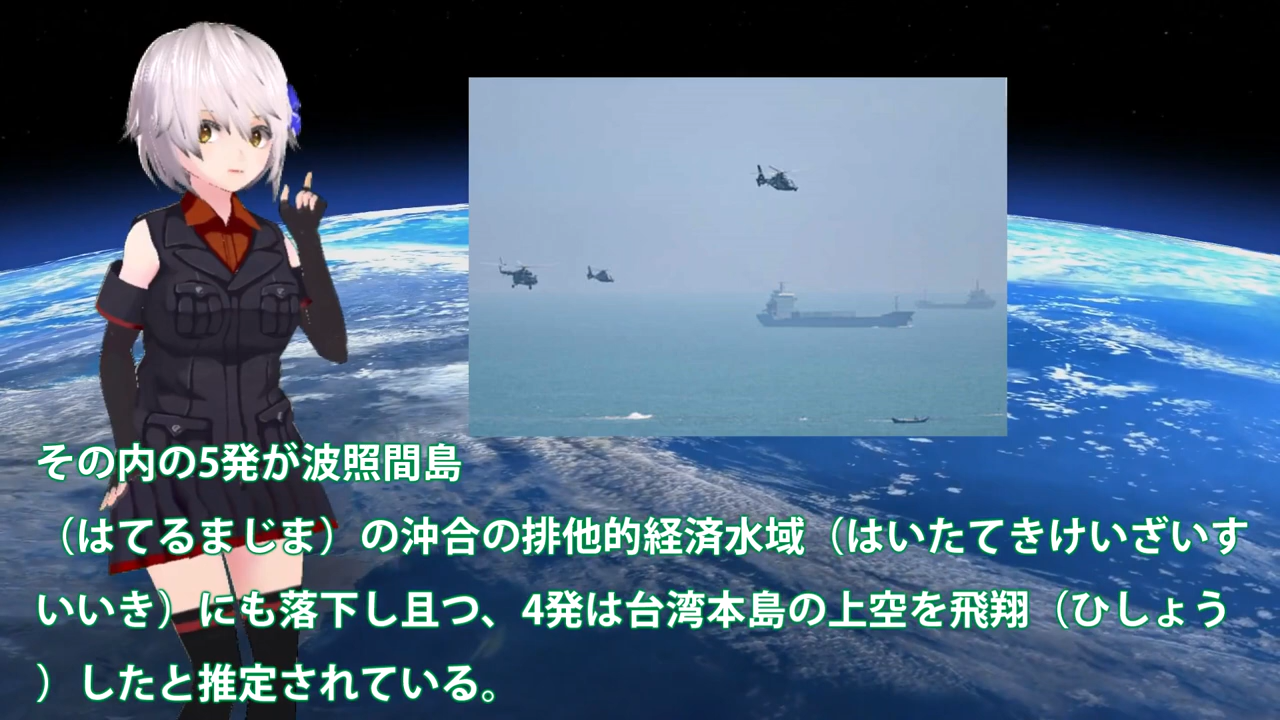 その内の5発が波照間島
（はてるまじま）の沖合の排他的経済水域（はいたてきけいざいす
いいき）にも落下し且つ、4発は台湾本島の上空を飛翔（ひしょう
）したと推定されている。